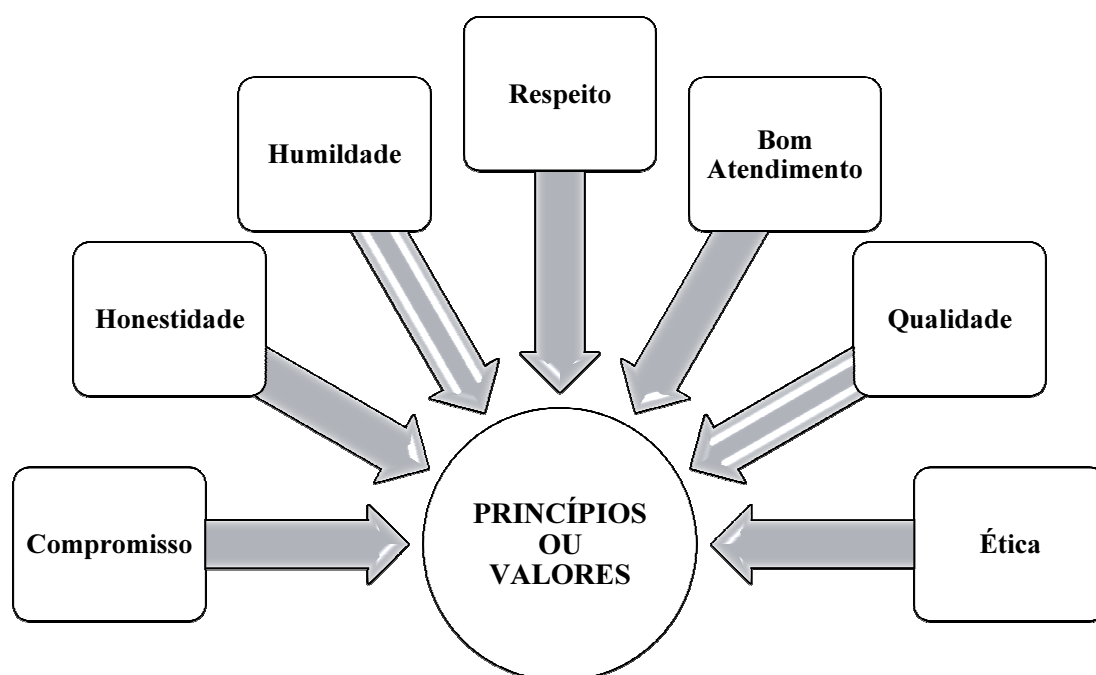 Respeito
Humildade
Bom
Atendimento
Honestidade
Qualidade
Compromisso
PRINCÍPIOS
OU
VALORES
Ética